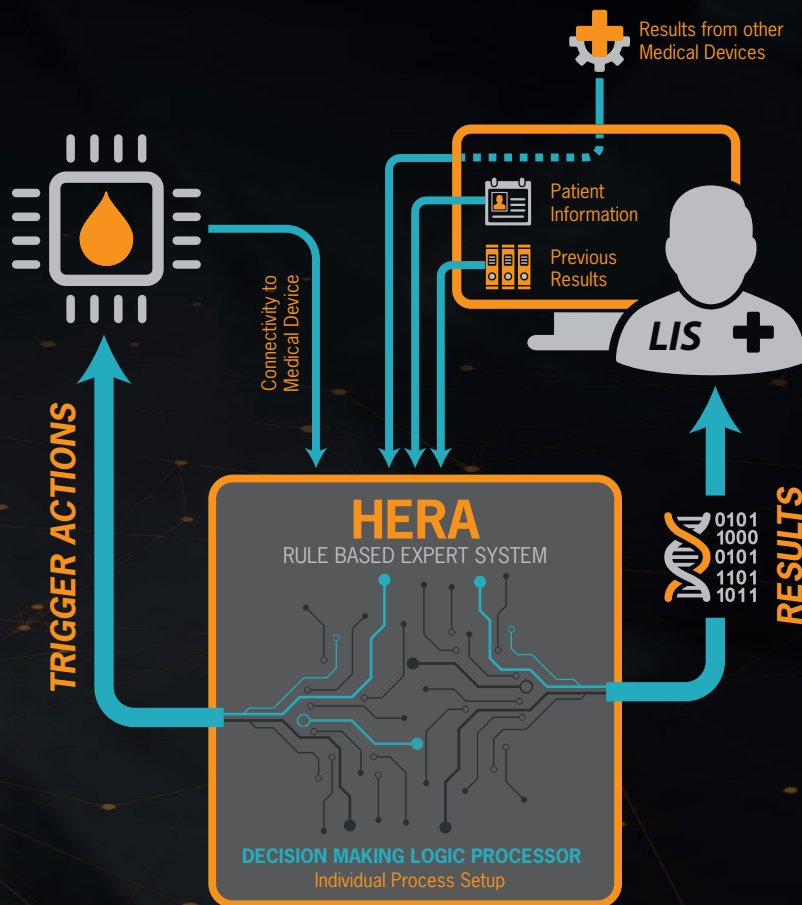 Results from other
Medical Devices
Patient
Information
Previous
Results
LIS
Connectivity to
Medical Device
TRIGGER ACTIONS
HERA
RULE BASED EXPERT SYSTEM
0101
1000
0101
1101
1011
RESULTS
DECISION MAKING LOGIC PROCESSOR
Individual Process Setup